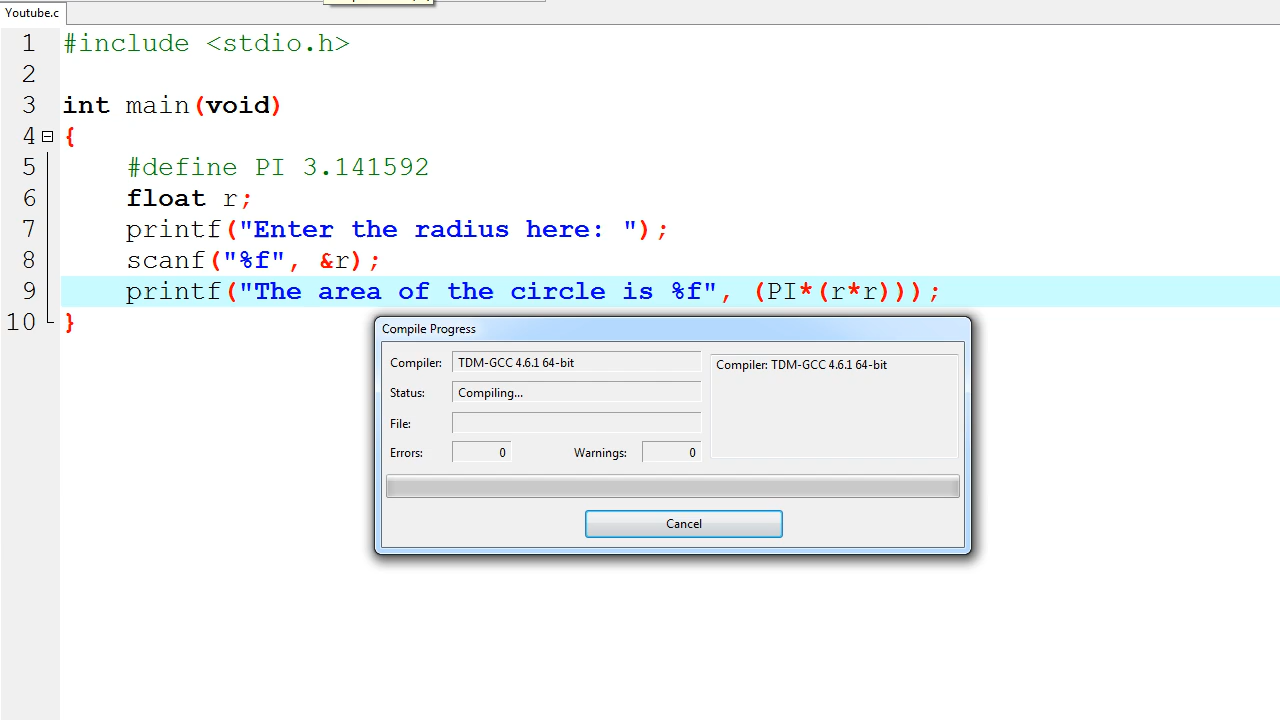 Youtube.c
1 #include <stdio.h>
2
3 int main(void)
4 {
5 #define PI 3.141592
6 float r;
7 printf("Enter the radius here: ");
8 scanf("%f", &r);
9 printf("The area of the circle is %f", (PI*(r*r)));
10 }
Compile Progress
Compiler: TDM-GCC 4.6.1 64-bit
Compiler: TDM-GCC 4.6.1 64-bit
Status: Compiling...
File:
Errors: 0 Warnings: 0
Cancel